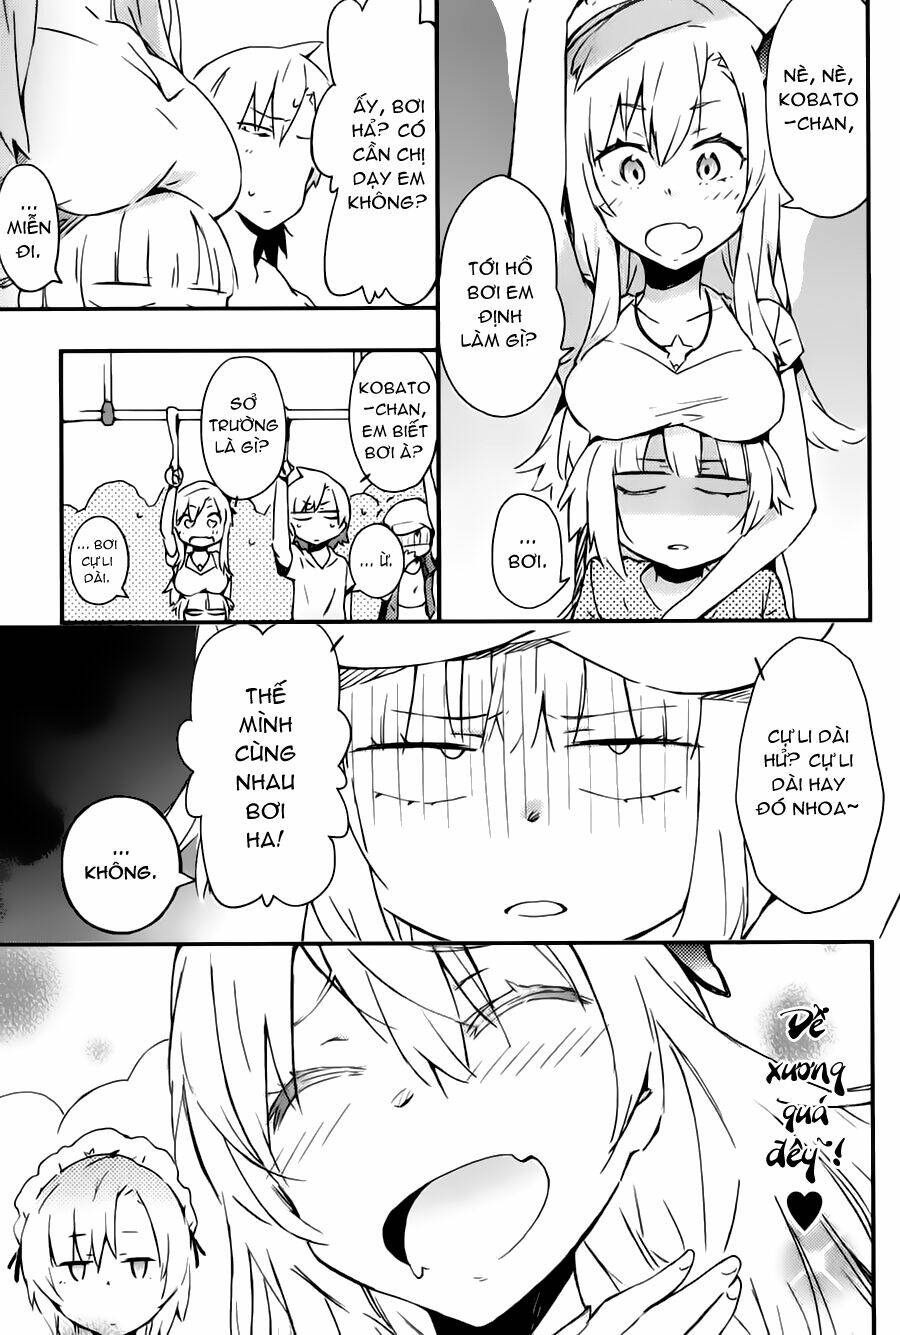 NÈ, NÈ,
KOBATO
-CHAN,
TỚI HỒ
BƠI EM
ĐỊNH
LÀM GÌ?
...
BƠI.
ẤY, BƠI
HẢ? CÓ
CẦN CHỊ
DẠY EM
KHÔNG?
...
MIỄN
ĐI.
KOBATO
-CHAN,
EM BIẾT
BƠI À?
... Ừ.
SỞ
TRƯỜNG
LÀ GÌ?
... BƠI
CỰ LI
DÀI.
CỰ LI DÀI
HỬ? CỰ LI
DÀI HAY
ĐÓ NHOA~
THẾ
MÌNH
CÙNG
NHAU
BƠI
HA!
...
KHÔNG.
Dễ
xương
quá
đêy~!
♥